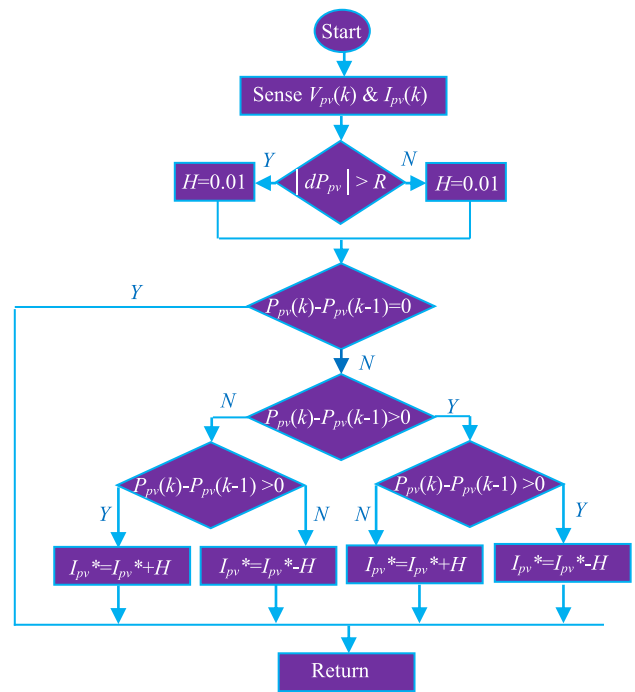 Start
Sense Vpv(k) & Ipv(k)
Y
N
H=0.01
| dPpv | > R
H=0.01
Y
Ppv(k)-Ppv(k-1)=0
N
N
Ppv(k)-Ppv(k-1)>0
Y
Ppv(k)-Ppv(k-1) >0
Ppv(k)-Ppv(k-1) >0
Y
N
N
Y
Ipv*=Ipv*+H
Ipv*=Ipv*-H
Ipv*=Ipv*+H
Ipv*=Ipv*-H
Return